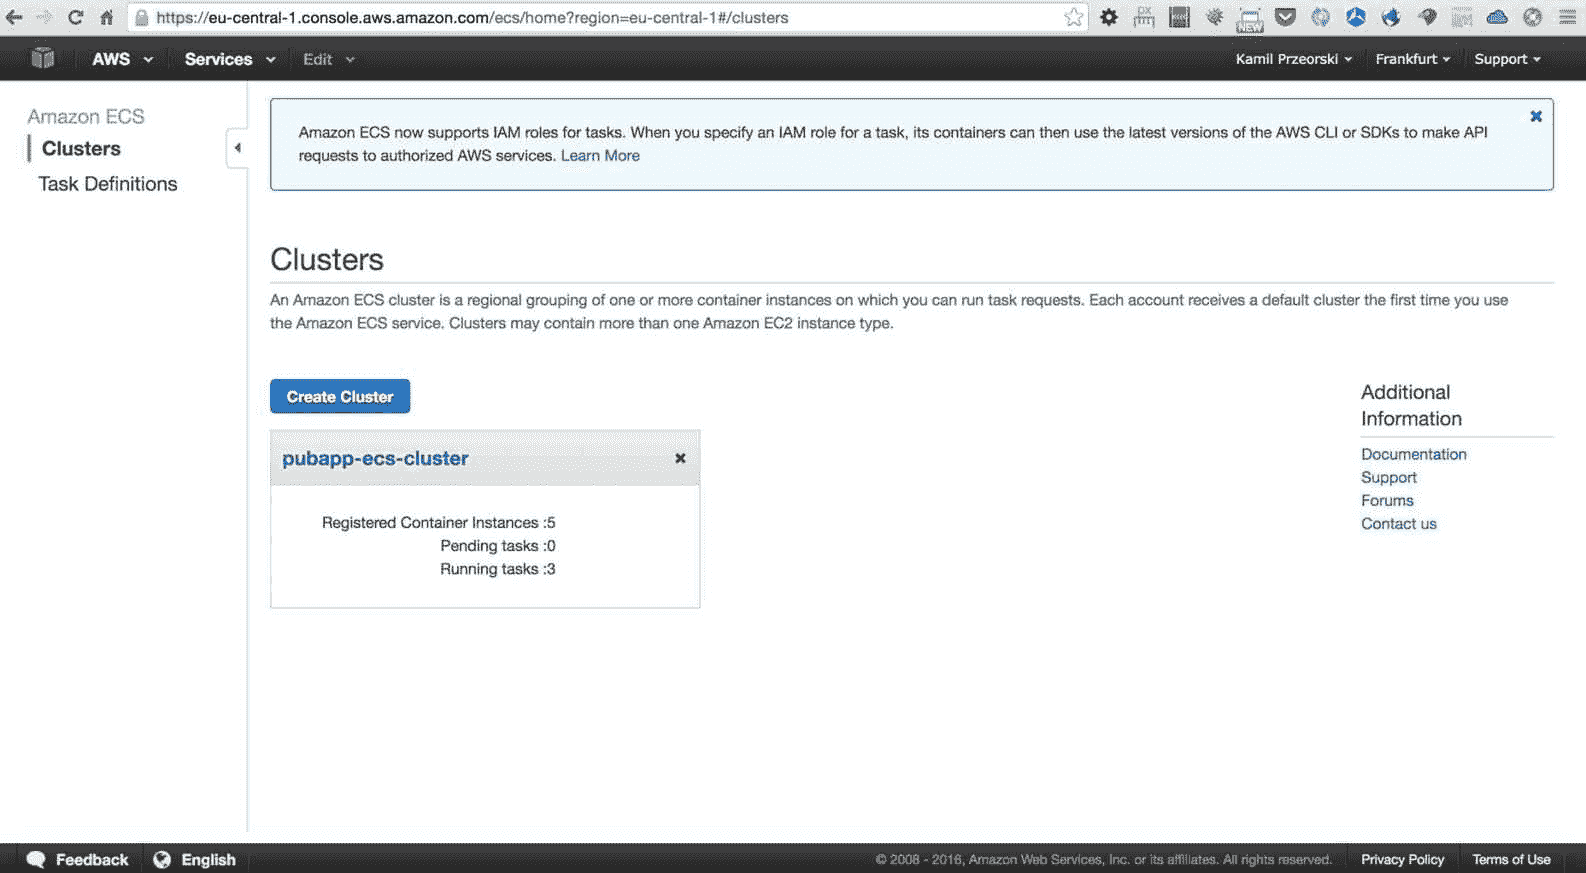 https://eu-central-1.console.aws.amazon.com/ecs/home?region=eu-central-1#/clusters
NEW
AWS Services Edit Kamil Przeorski Frankfurt Support
Amazon ECS
Clusters
Task Definitions
Amazon ECS now supports IAM roles for tasks. When you specify an IAM role for a task, its containers can then use the latest versions of the AWS CLI or SDKs to make API
requests to authorized AWS services. Learn More
Clusters
An Amazon ECS cluster is a regional grouping of one or more container instances on which you can run task requests. Each account receives a default cluster the first time you use
the Amazon ECS service. Clusters may contain more than one Amazon EC2 instance type.
Create Cluster
pubapp-ecs-cluster
Registered Container Instances :5
Pending tasks :0
Running tasks :3
Additional
Information
Documentation
Support
Forums
Contact us
Feedback English © 2008 - 2016, Amazon Web Services, Inc. or its affiliates. All rights reserved. Privacy Policy Terms of Use